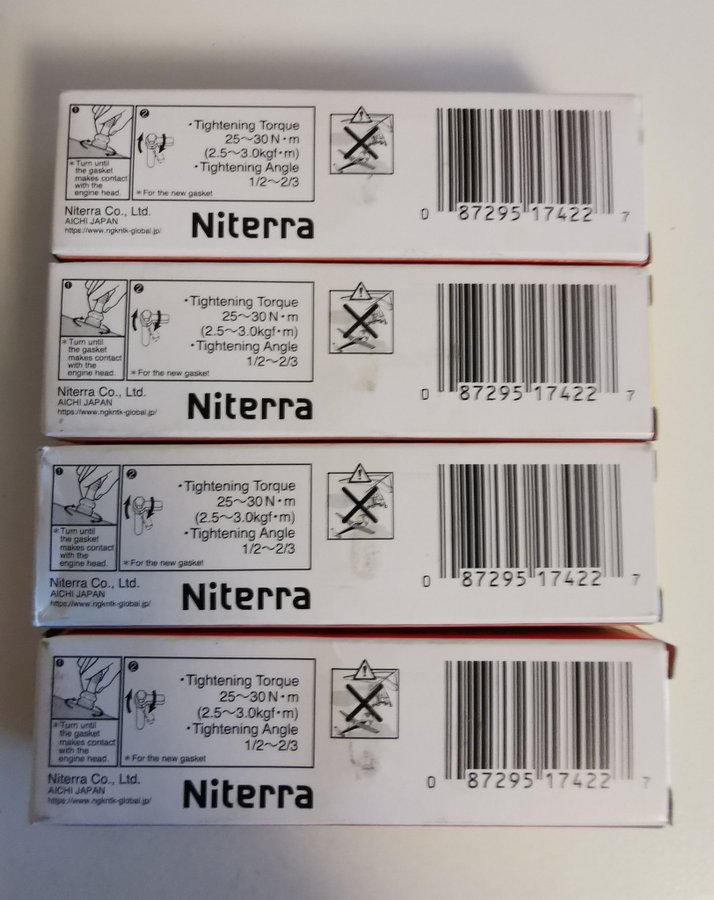 ❶
❷
*Turn until
the gasket
makes contact
with the
engine head.
・Tightening Torque
25～30N・m
(2.5～3.0kgf・m)
・Tightening Angle
1/2～2/3
*For the new gasket
Niterra Co., Ltd.
AICHI JAPAN
https://www.ngkntk-global.jp/
Niterra
0 87295 17422 7
❶
❷
*Turn until
the gasket
makes contact
with the
engine head.
・Tightening Torque
25～30N・m
(2.5～3.0kgf・m)
・Tightening Angle
1/2～2/3
*For the new gasket
Niterra Co., Ltd.
AICHI JAPAN
https://www.ngkntk-global.jp/
Niterra
0 87295 17422 7
❶
❷
*Turn until
the gasket
makes contact
with the
engine head.
・Tightening Torque
25～30N・m
(2.5～3.0kgf・m)
・Tightening Angle
1/2～2/3
*For the new gasket
Niterra Co., Ltd.
AICHI JAPAN
https://www.ngkntk-global.jp/
Niterra
0 87295 17422 7
❶
❷
*Turn until
the gasket
makes contact
with the
engine head.
・Tightening Torque
25～30N・m
(2.5～3.0kgf・m)
・Tightening Angle
1/2～2/3
*For the new gasket
Niterra Co., Ltd.
AICHI JAPAN
https://www.ngkntk-global.jp/
Niterra
0 87295 17422 7